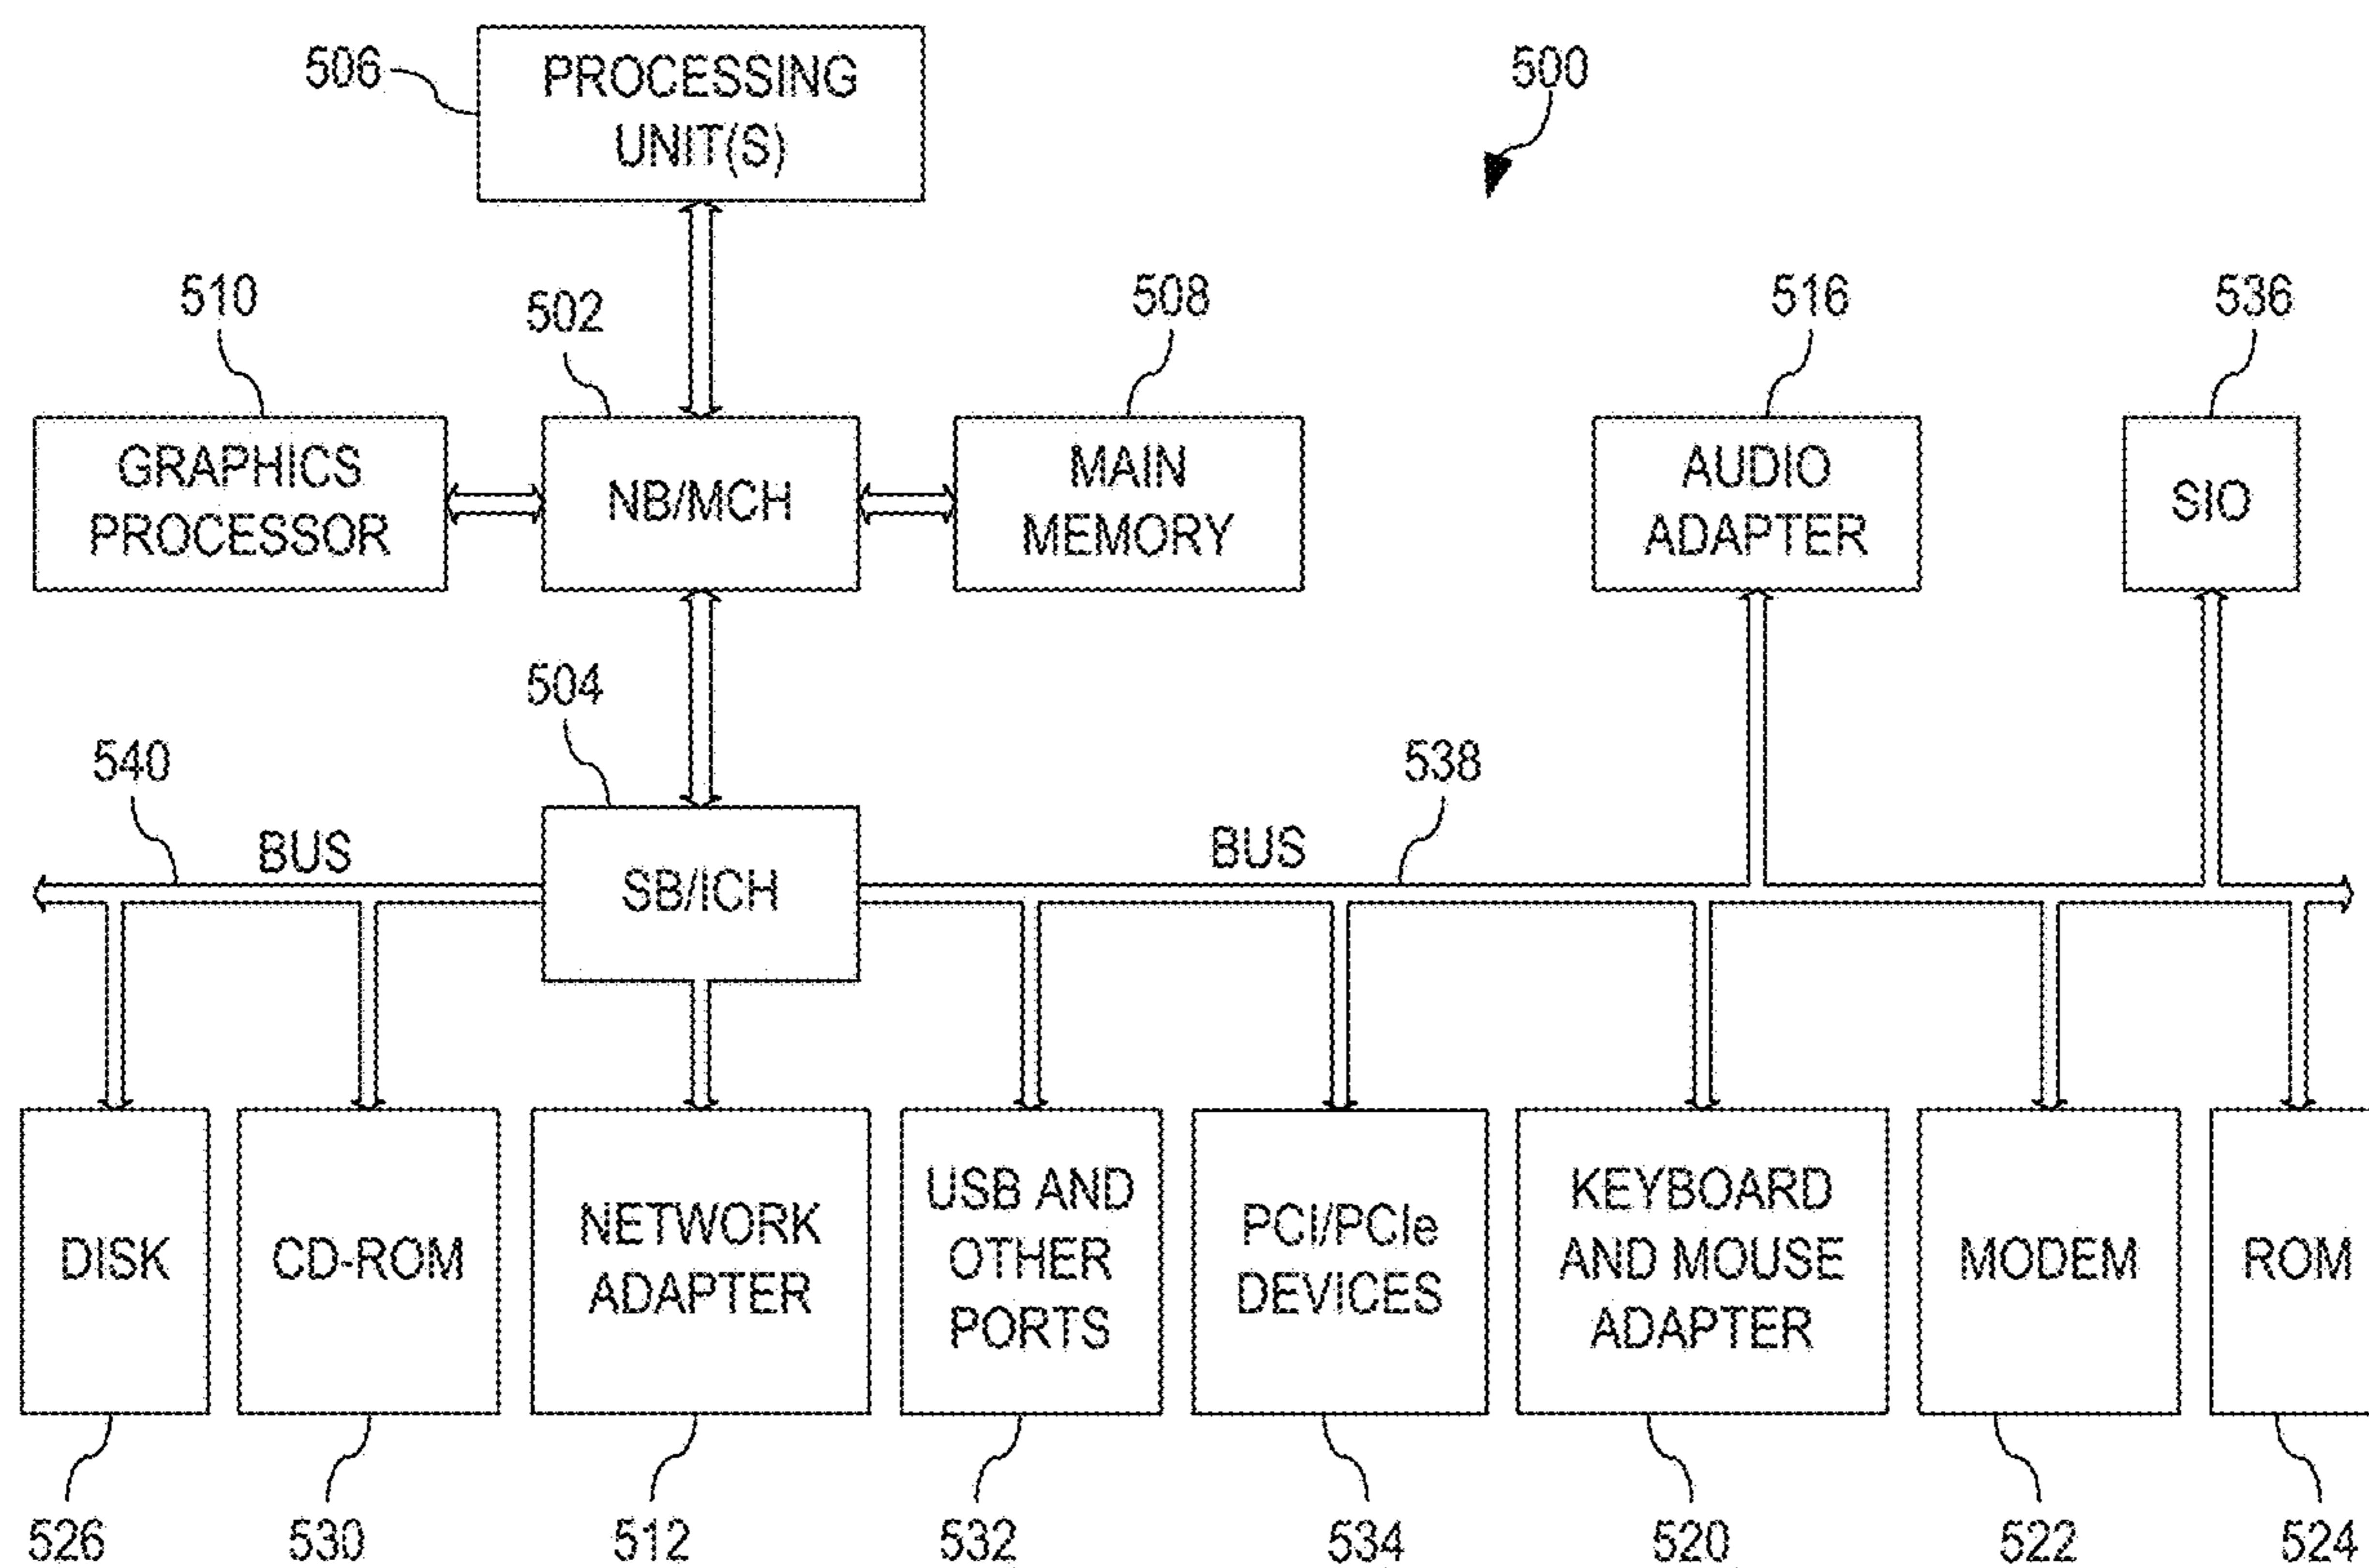 506
PROCESSING
UNIT(S)
500
510
502
508
516
536
GRAPHICS
PROCESSOR
NB/MCH
MAIN
MEMORY
AUDIO
ADAPTER
SIO
504
540
538
BUS
BUS
SB/ICH
DISK
CD-ROM
NETWORK
ADAPTER
USB AND
OTHER
PORTS
PCI/PCIe
DEVICES
KEYBOARD
AND MOUSE
ADAPTER
MODEM
ROM
526
530
512
532
534
520
522
524